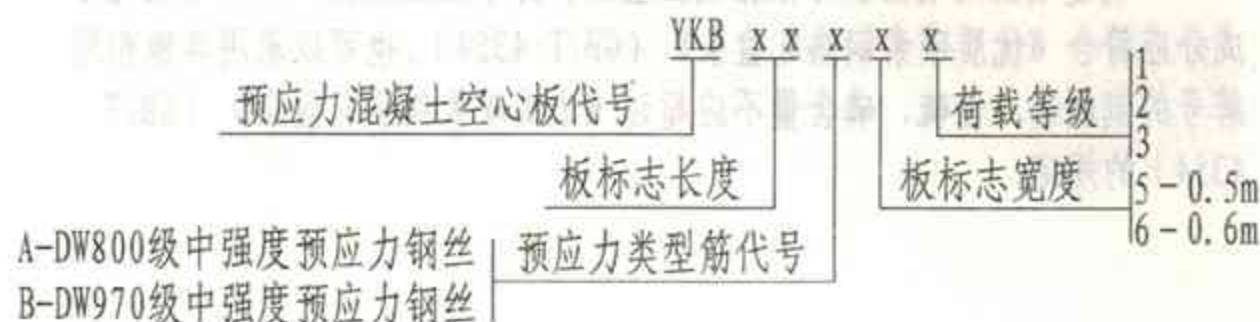 YKB x x x x x
预应力混凝土空心板代号
荷载等级
1
2
3
板标志长度
板标志宽度
5-0.5m
6-0.6m
A-DW800级中强度预应力钢丝
B-DW970级中强度预应力钢丝
预应力类型筋代号